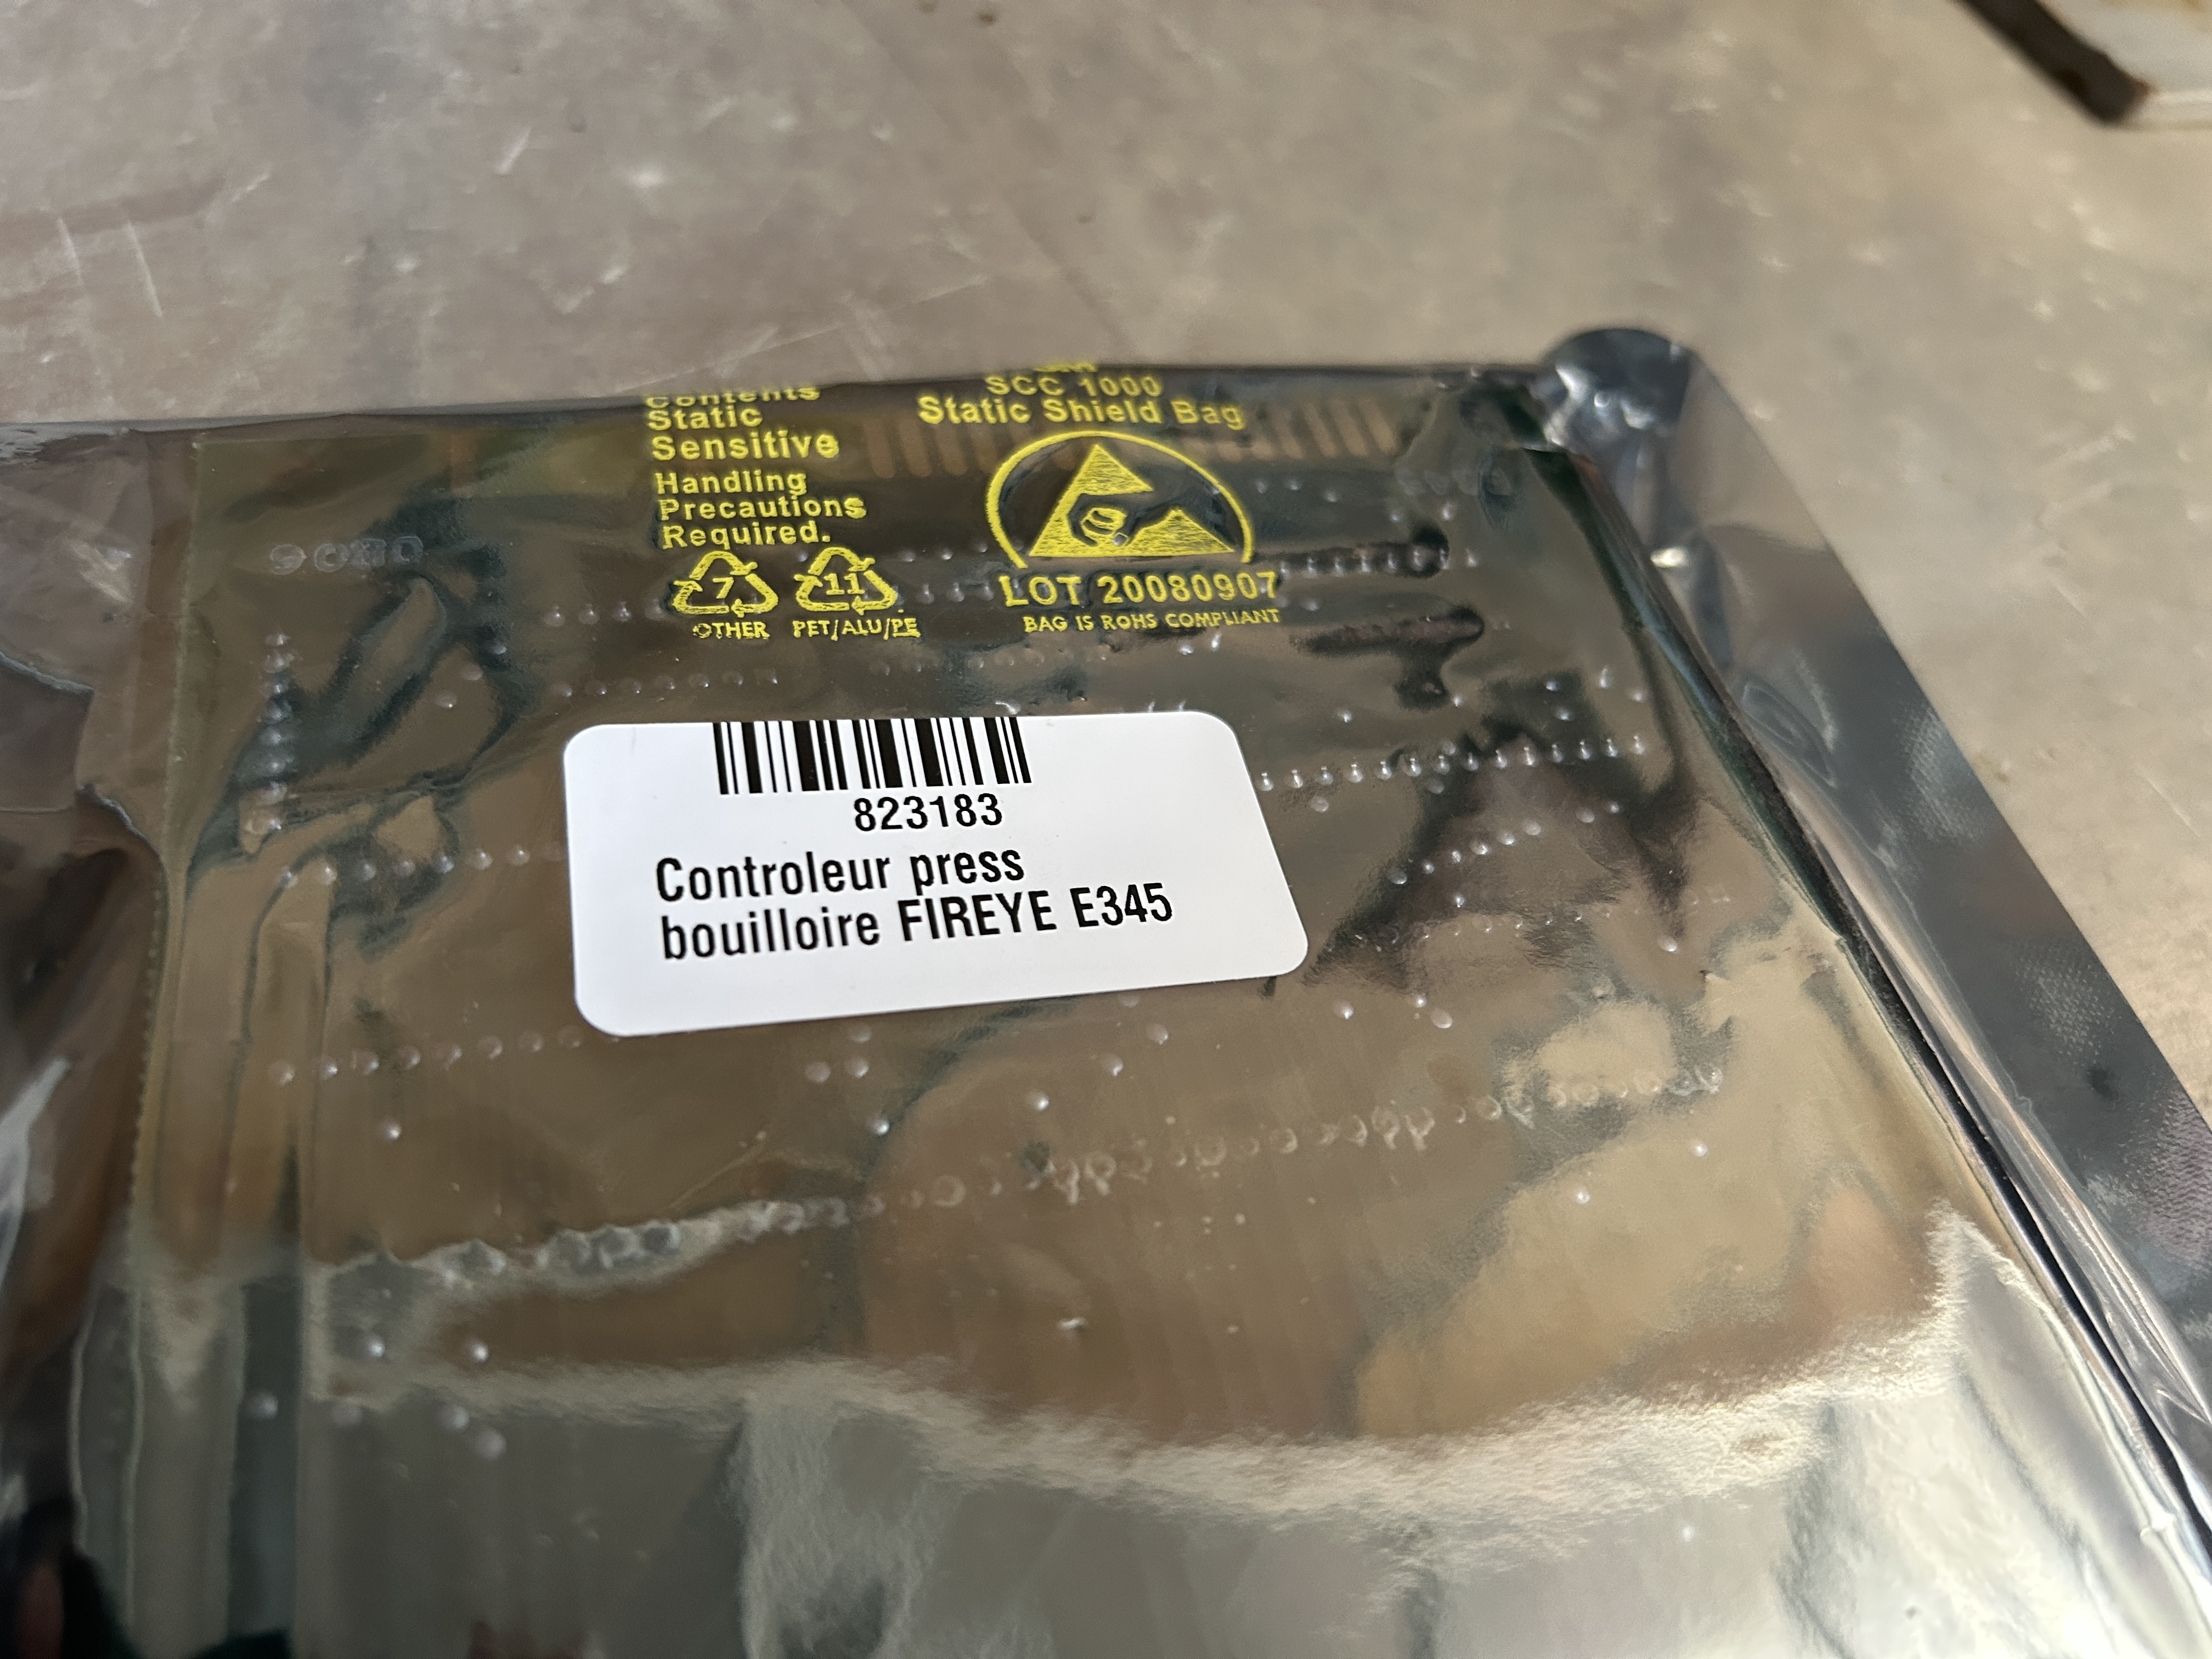 Contents
Static
Sensitive
Handling
Precautions
Required.
7
OTHER
11
PET/ALU/PE
SCC 1000
Static Shield Bag
LOT 20080907
BAG IS ROHS COMPLIANT
823183
Controleur press
bouilloire FIREYE E345